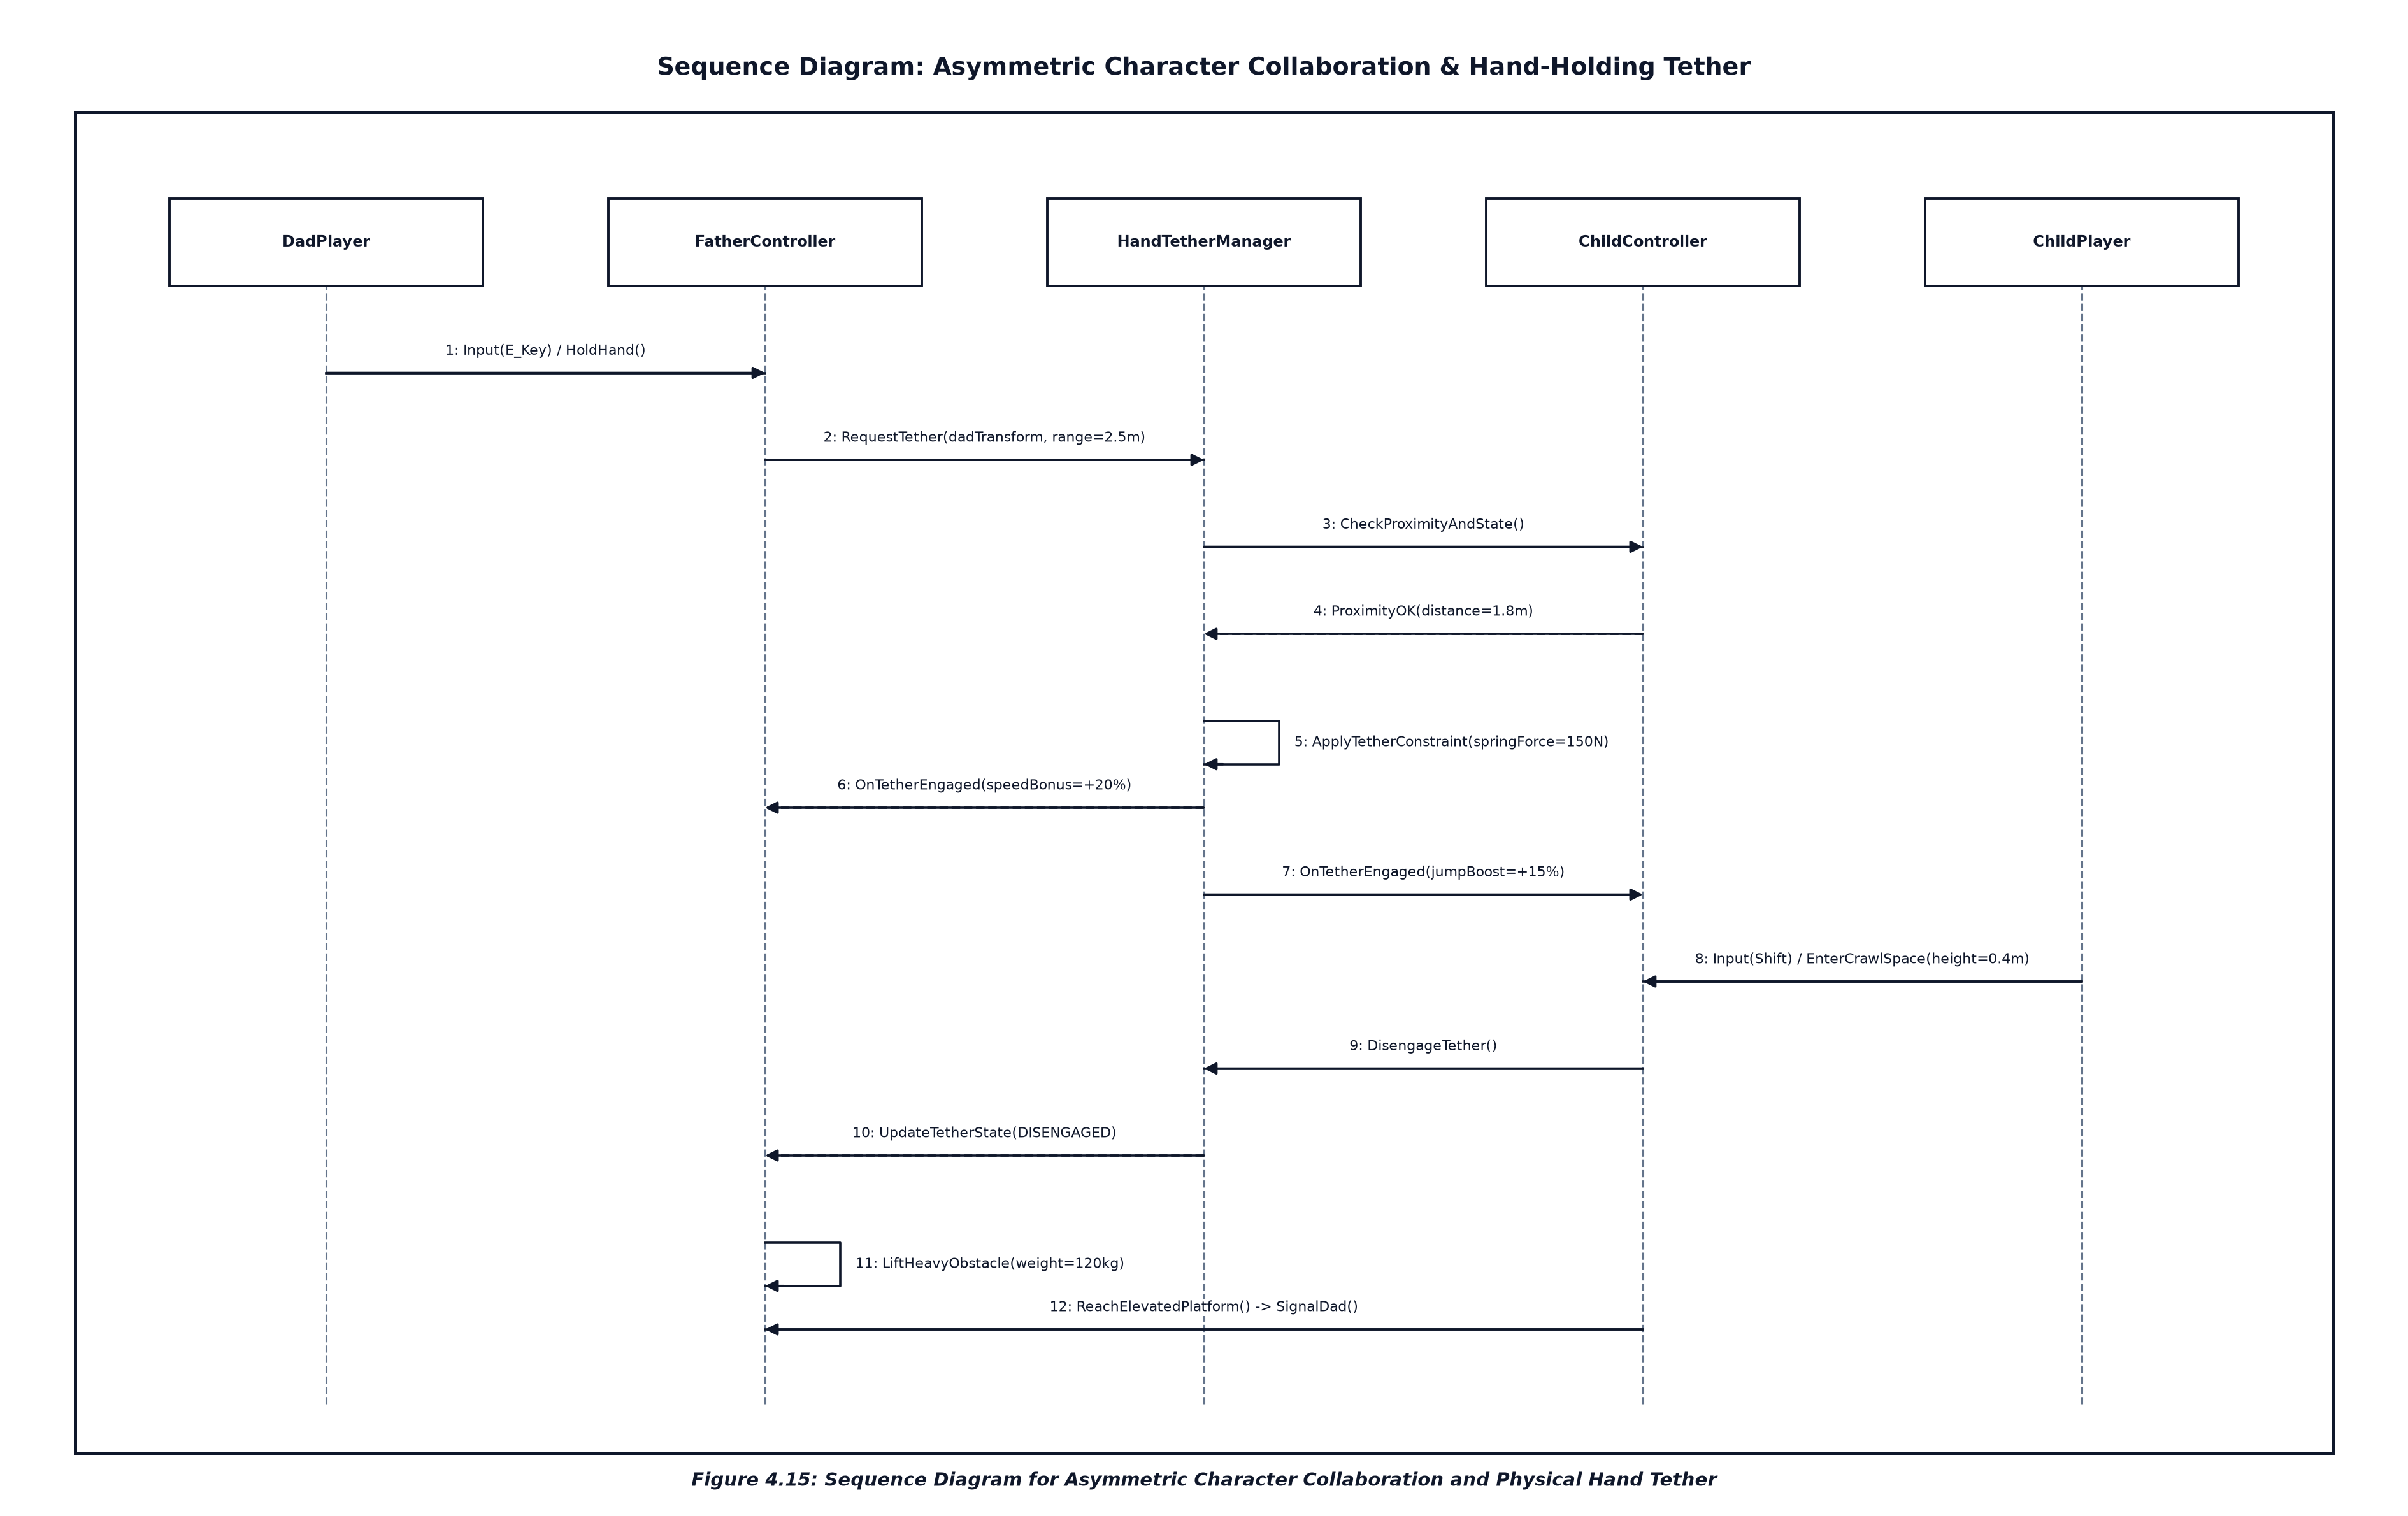 Sequence Diagram: Asymmetric Character Collaboration & Hand-Holding Tether
DadPlayer
FatherController
HandTetherManager
ChildController
ChildPlayer
1: Input(E_Key) / HoldHand()
2: RequestTether(dadTransform, range=2.5m)
3: CheckProximityAndState()
4: ProximityOK(distance=1.8m)
5: ApplyTetherConstraint(springForce=150N)
6: OnTetherEngaged(speedBonus=+20%)
7: OnTetherEngaged(jumpBoost=+15%)
8: Input(Shift) / EnterCrawlSpace(height=0.4m)
9: DisengageTether()
10: UpdateTetherState(DISENGAGED)
11: LiftHeavyObstacle(weight=120kg)
12: ReachElevatedPlatform() -> SignalDad()
Figure 4.15: Sequence Diagram for Asymmetric Character Collaboration and Physical Hand Tether